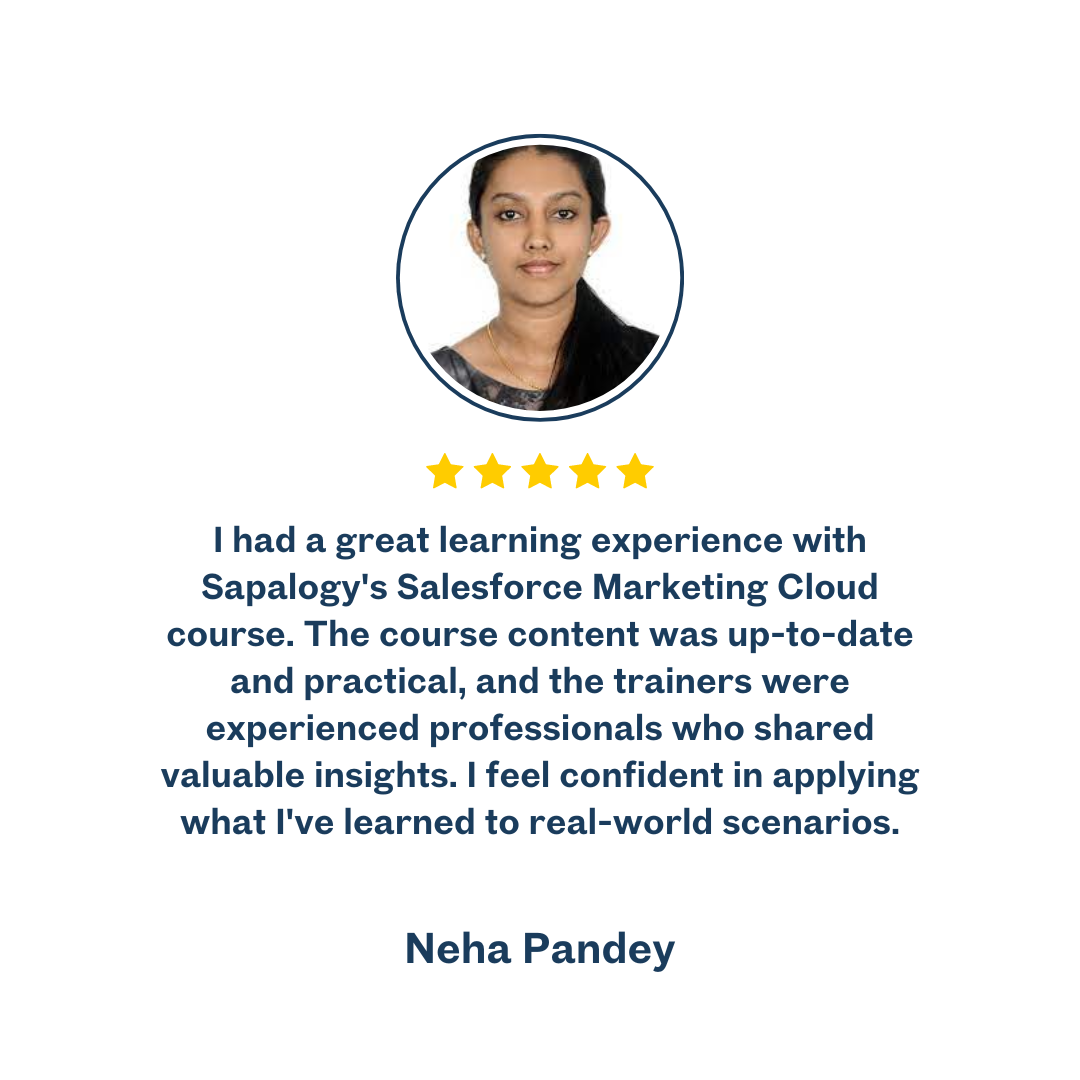 I had a great learning experience with
Sapalogy's Salesforce Marketing Cloud
course. The course content was up-to-date
and practical, and the trainers were
experienced professionals who shared
valuable insights. I feel confident in applying
what I've learned to real-world scenarios.
Neha Pandey